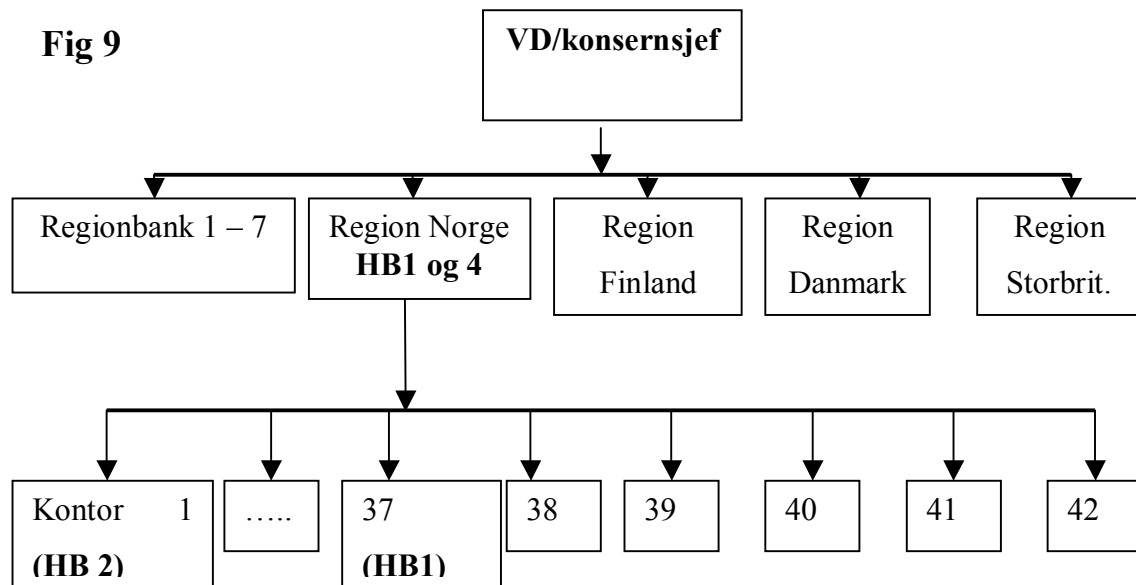 Fig 9
VD/konsernsjef
Regionbank 1 – 7
Region Norge
HB1 og 4
Region
Finland
Region
Danmark
Region
Storbrit.
Kontor 1
(HB 2)
…..
37
(HB1)
38
39
40
41
42